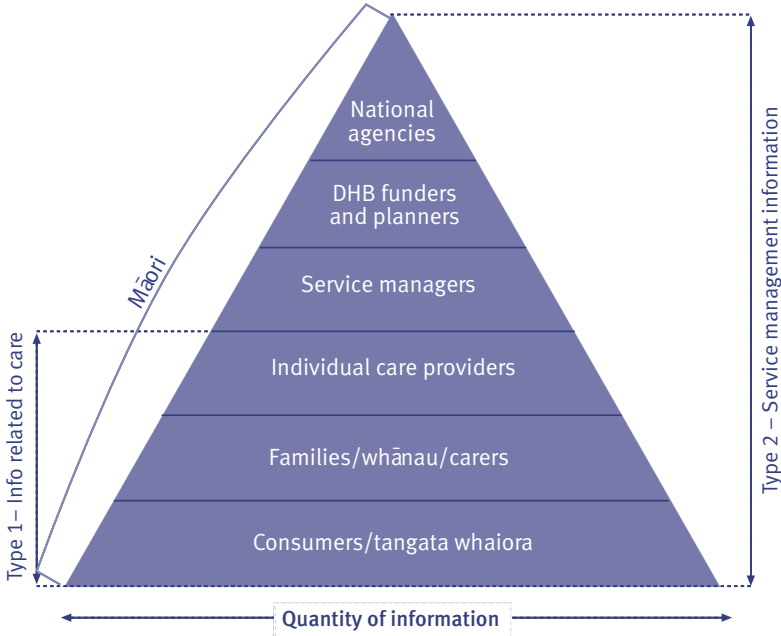 National
agencies
DHB funders
and planners
Service managers
Individual care providers
Families/whānau/carers
Consumers/tangata whaiora
Māori
Type 1 – Info related to care
Type 2 – Service management information
Quantity of information